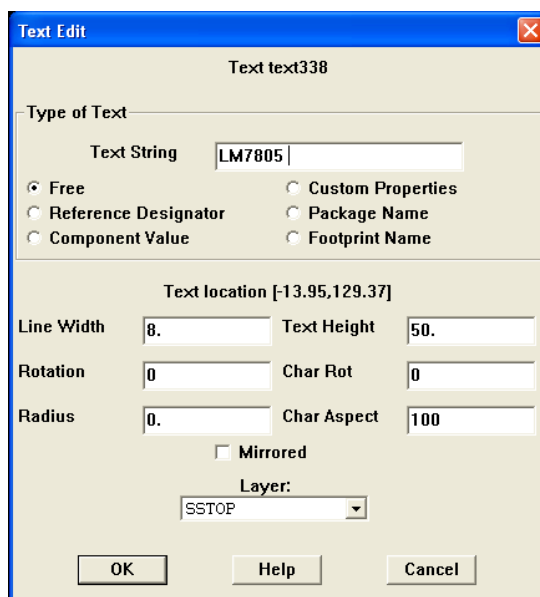 Text Edit
Text text338
Type of Text
Text String LM7805
Free Custom Properties
Reference Designator Package Name
Component Value Footprint Name
Text location [-13.95,129.37]
Line Width 8. Text Height 50.
Rotation 0 Char Rot 0
Radius 0. Char Aspect 100
Mirrored
Layer:
SSTOP
OK Help Cancel